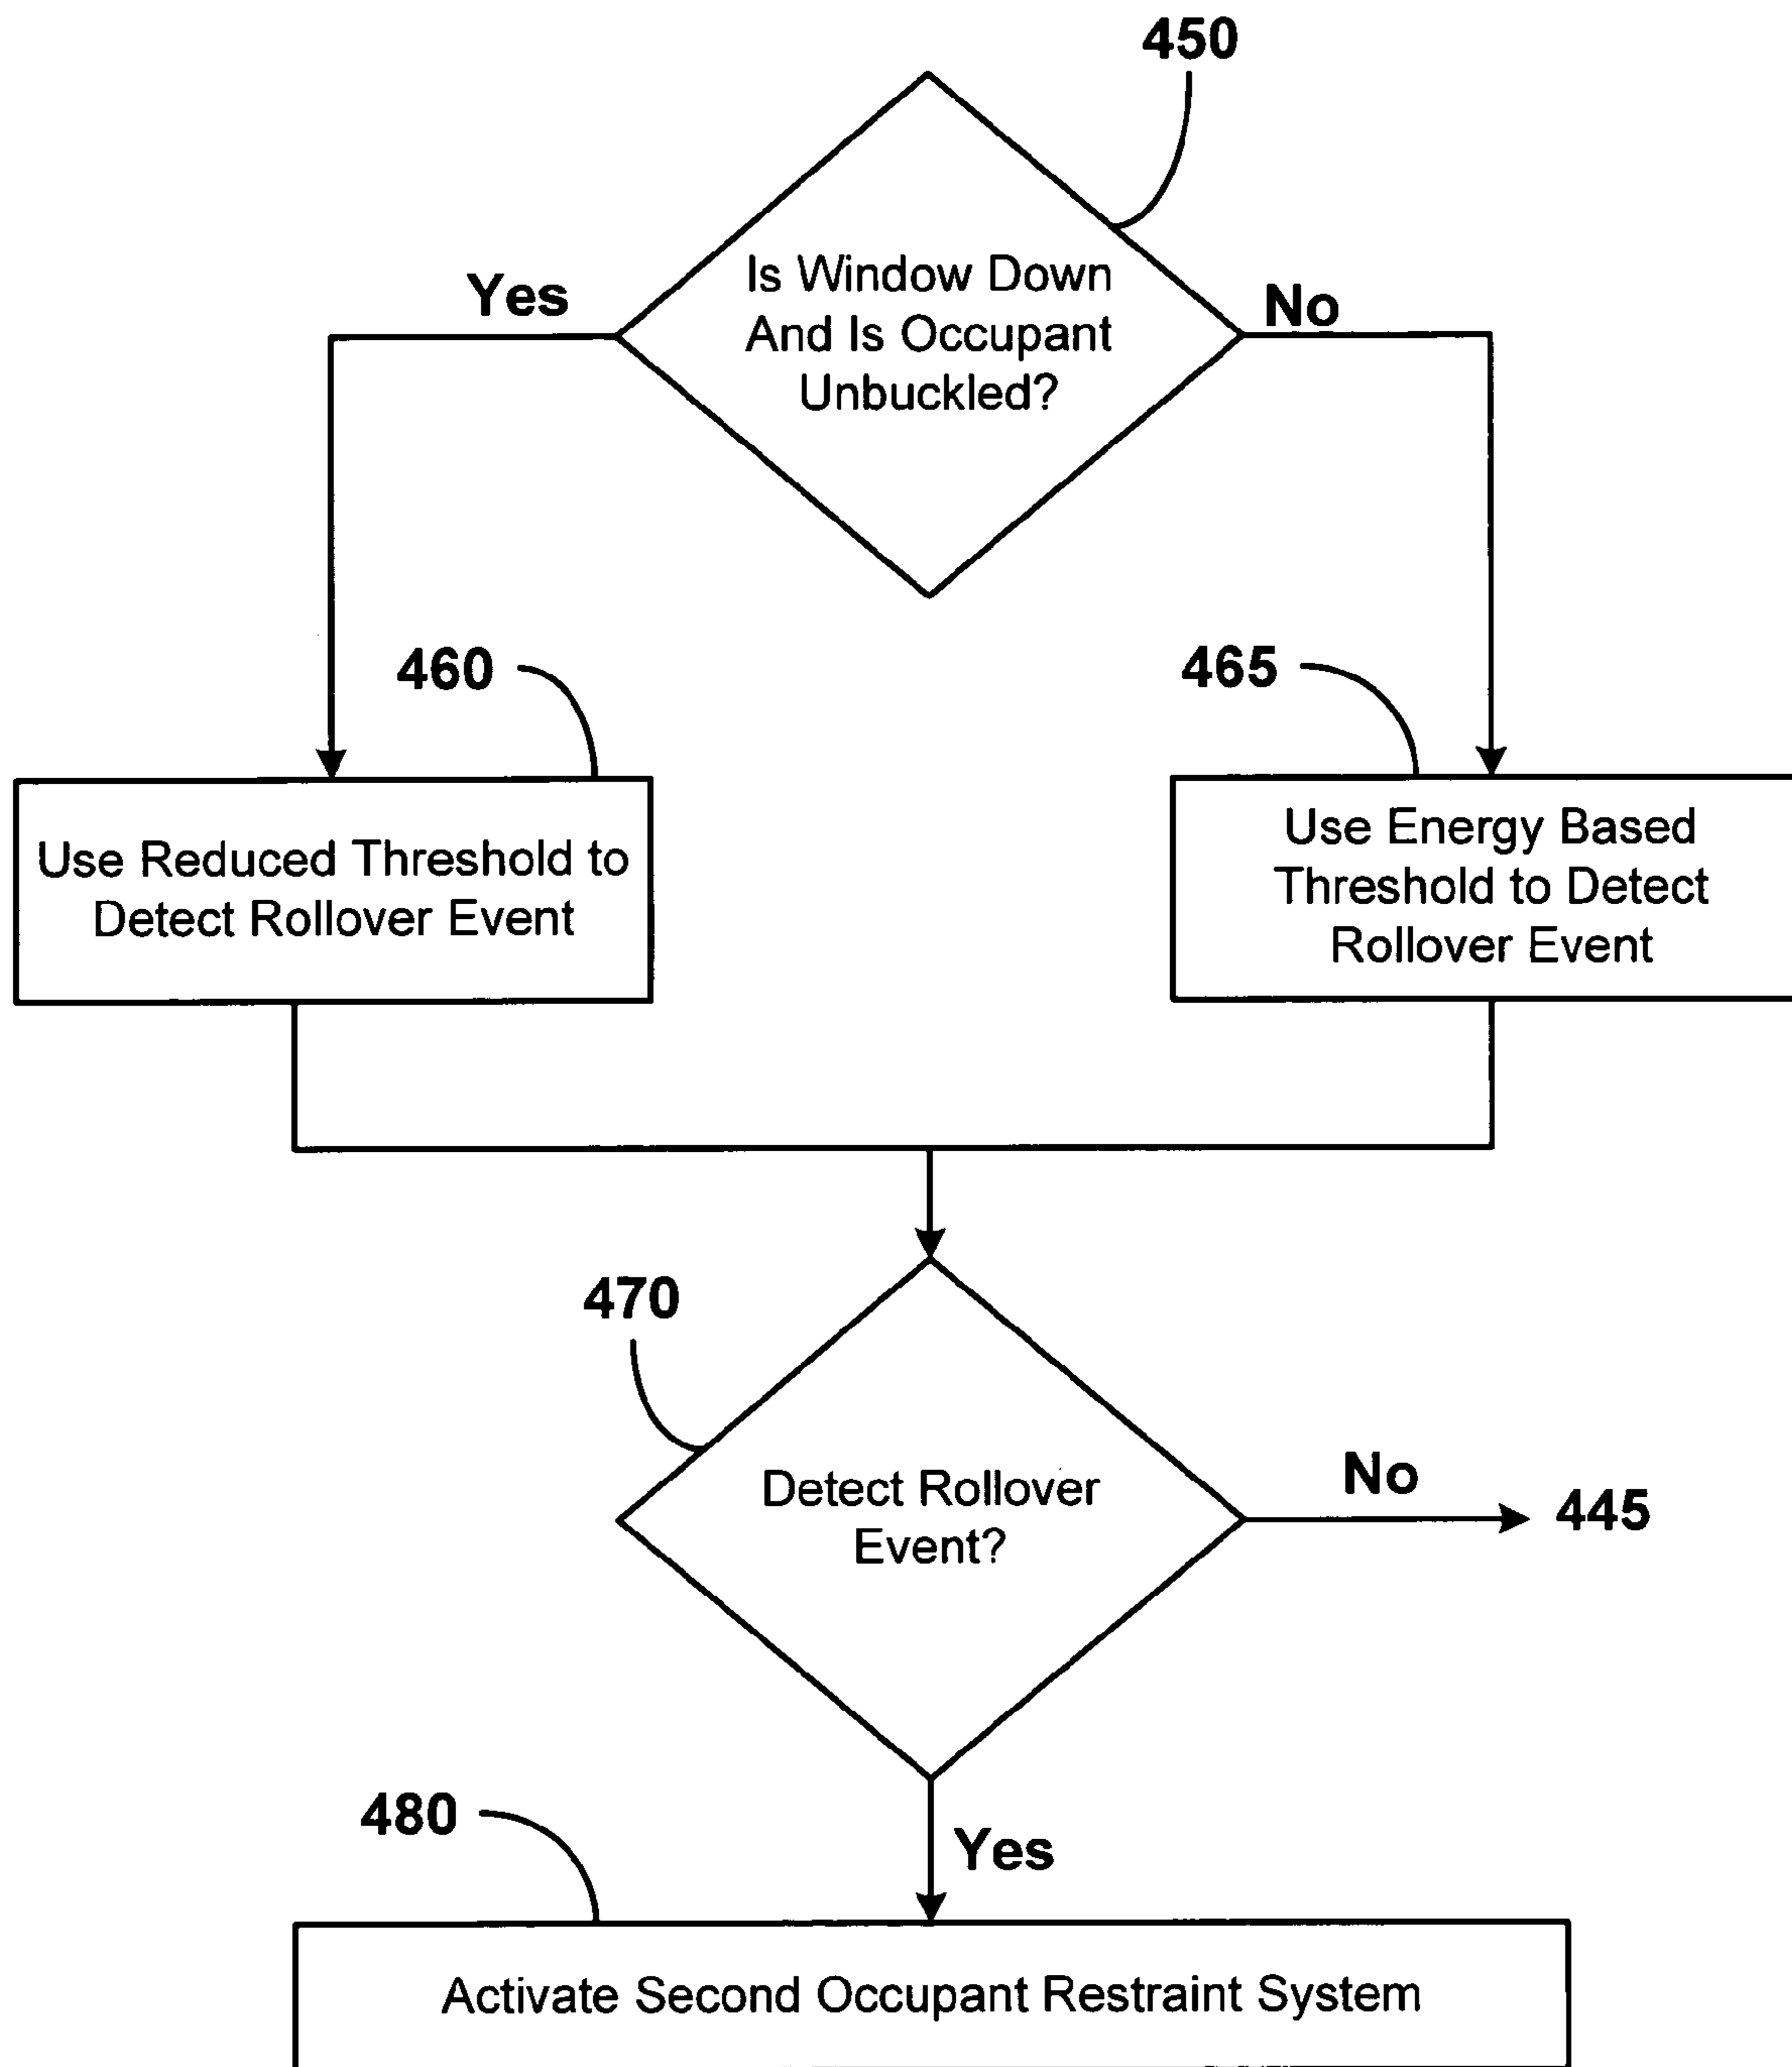 450
Is Window Down
And Is Occupant
Unbuckled?
Yes
No
460
465
Use Reduced Threshold to
Detect Rollover Event
Use Energy Based
Threshold to Detect
Rollover Event
470
Detect Rollover
Event?
No
445
480
Yes
Activate Second Occupant Restraint System